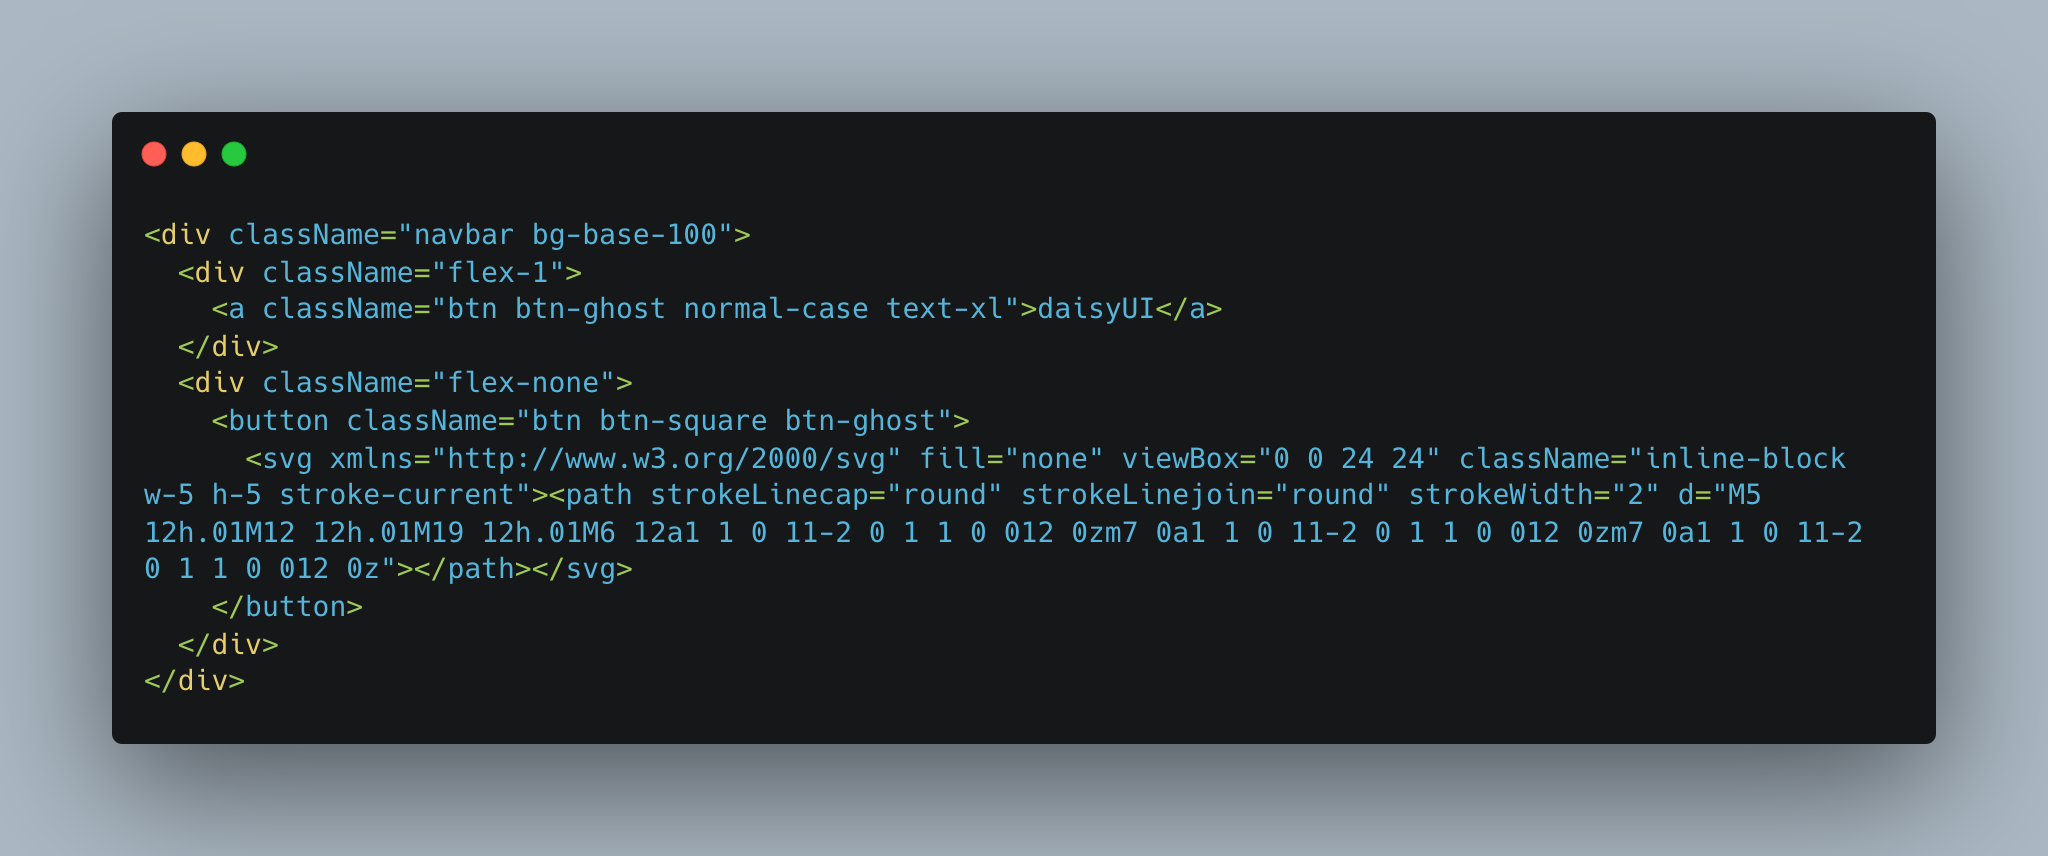 <div className="navbar bg-base-100">
  <div className="flex-1">
    <a className="btn btn-ghost normal-case text-xl">daisyUI</a>
  </div>
  <div className="flex-none">
    <button className="btn btn-square btn-ghost">
      <svg xmlns="http://www.w3.org/2000/svg" fill="none" viewBox="0 0 24 24" className="inline-block
w-5 h-5 stroke-current"><path strokeLinecap="round" strokeLinejoin="round" strokeWidth="2" d="M5
12h.01M12 12h.01M19 12h.01M6 12a1 1 0 11-2 0 1 1 0 012 0zm7 0a1 1 0 11-2 0 1 1 0 012 0zm7 0a1 1 0 11-2
0 1 1 0 012 0z"></path></svg>
    </button>
  </div>
</div>